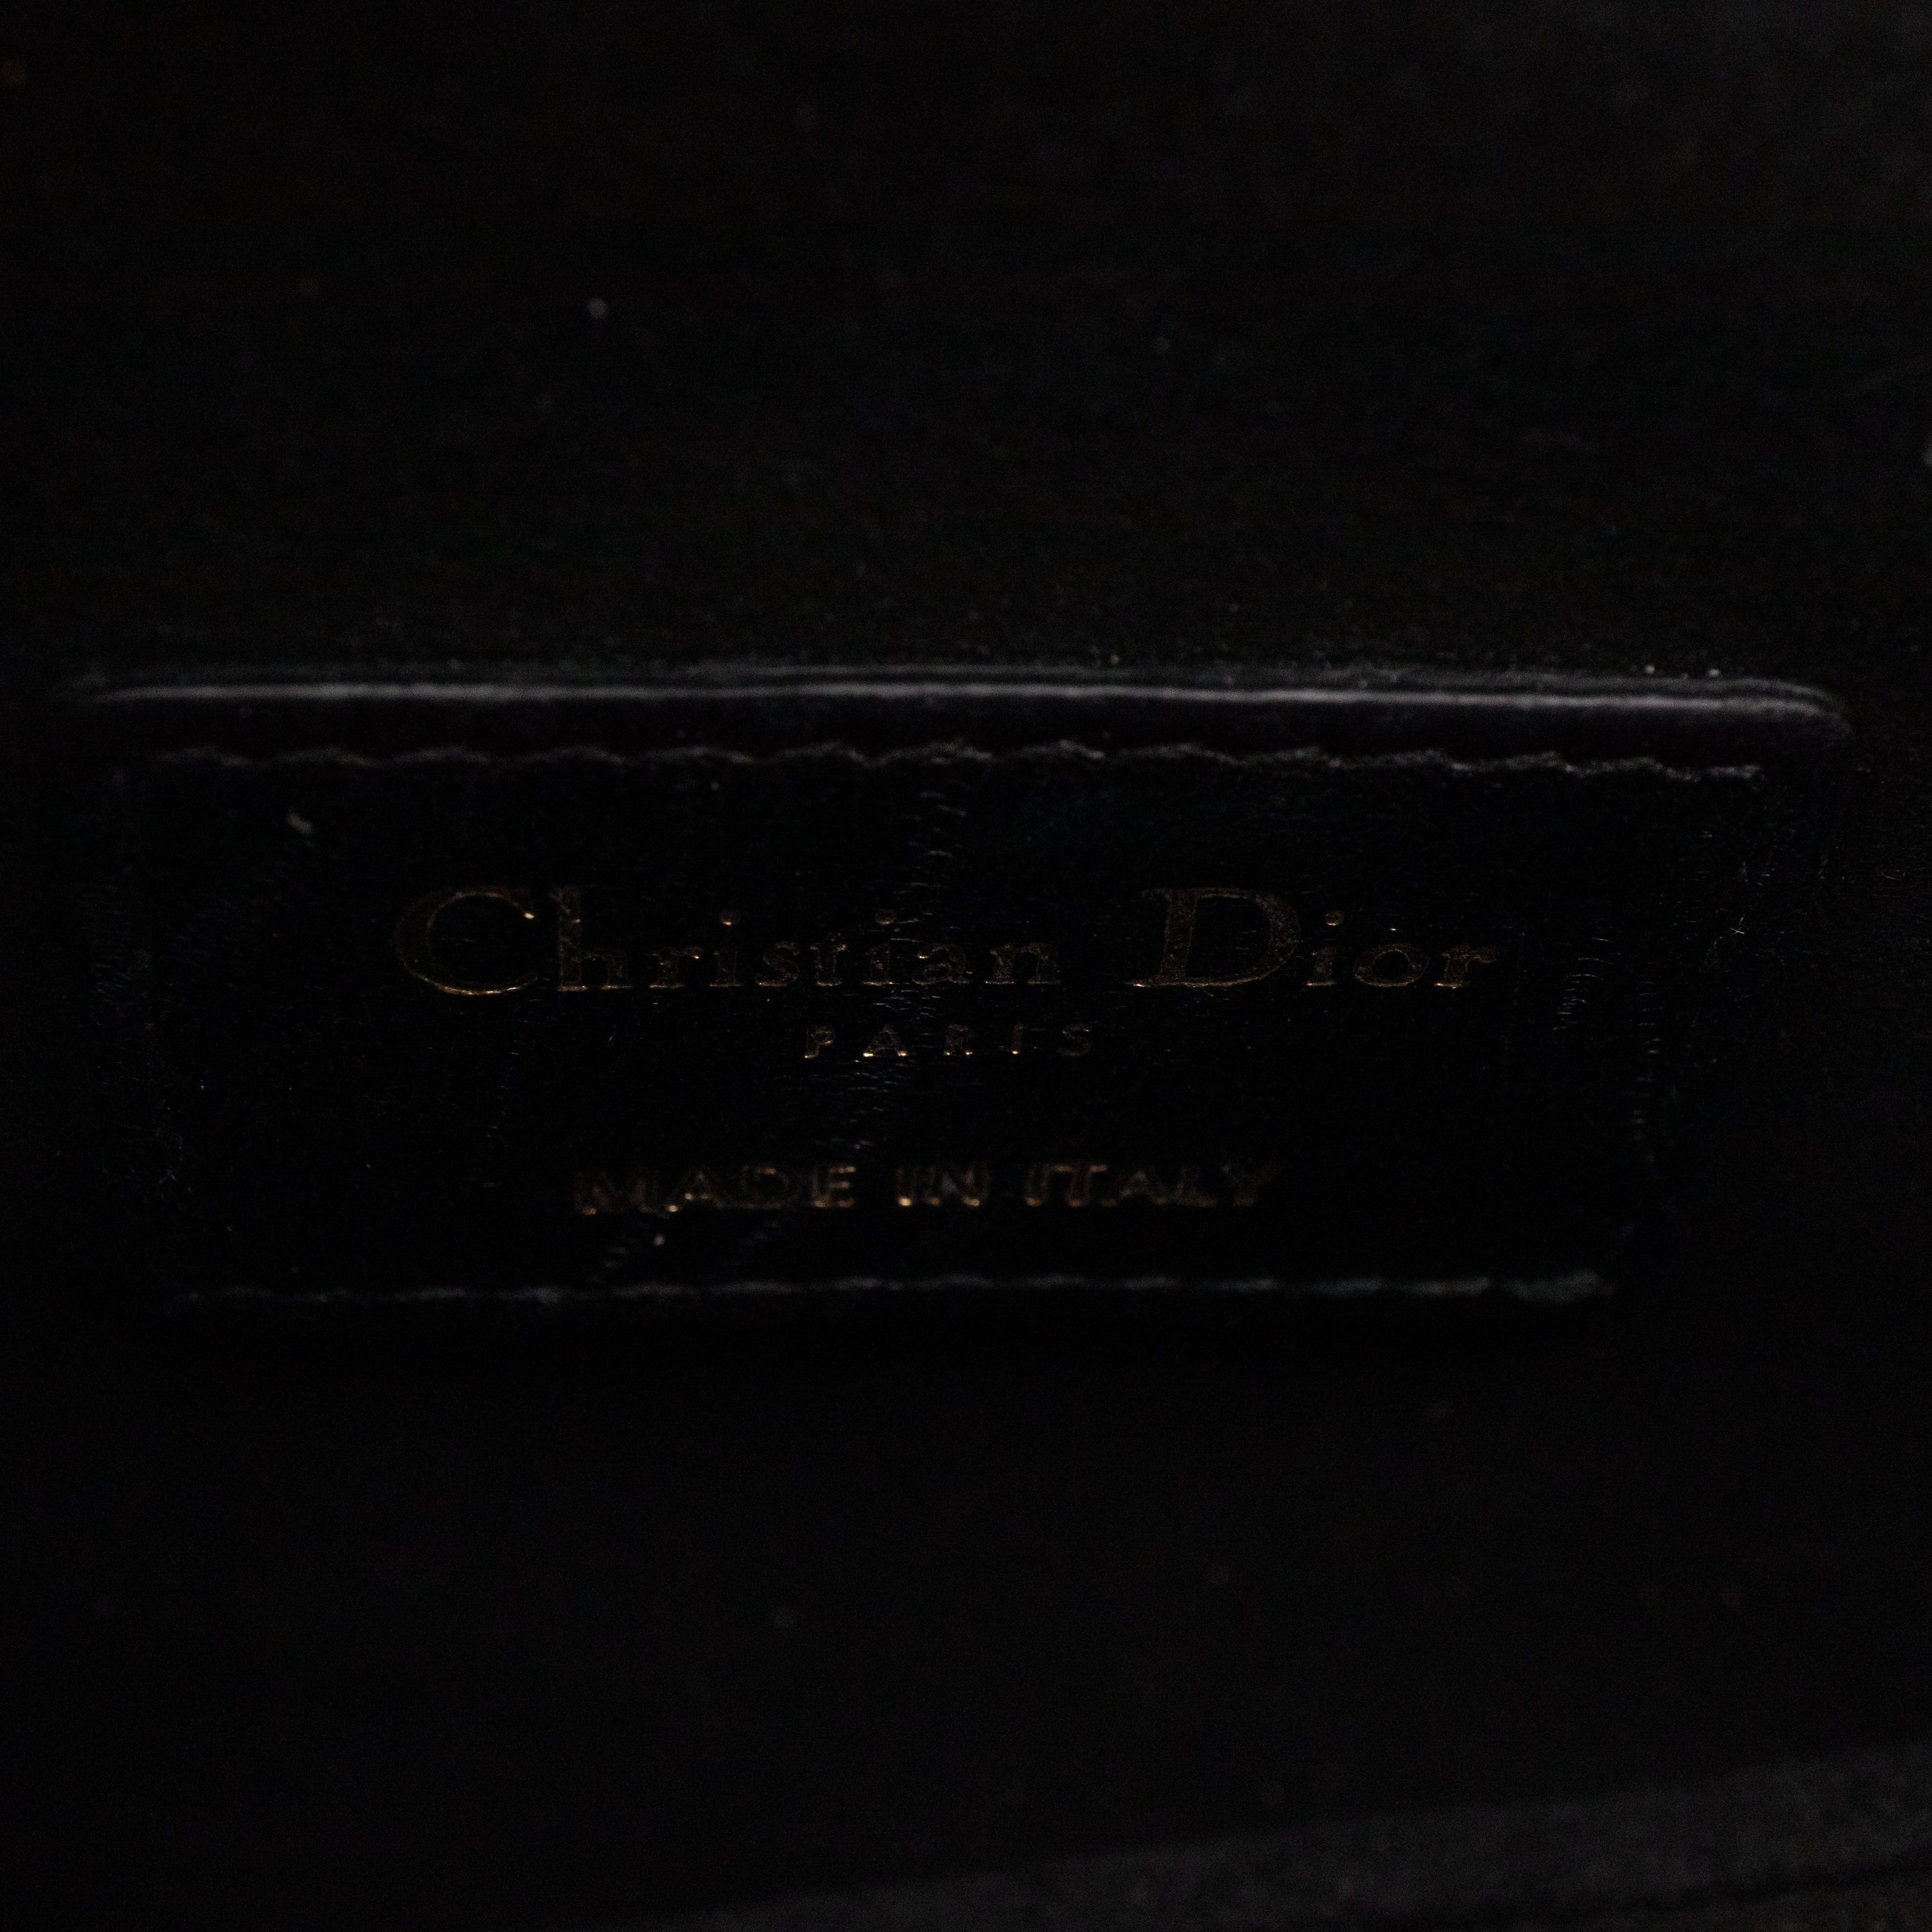 Christian Dior
PARIS
MADE IN ITALY